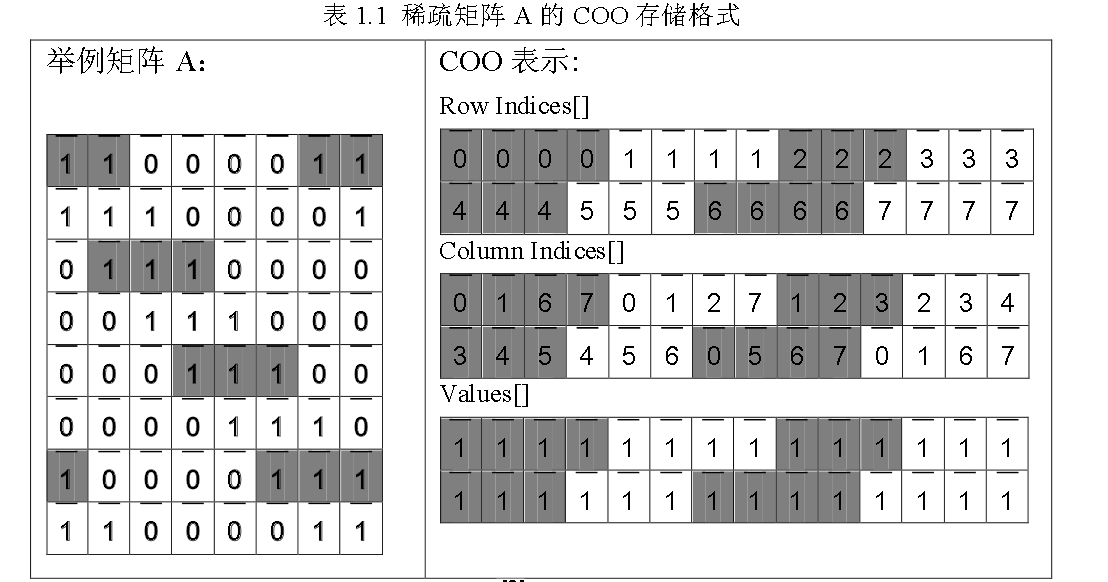 表 1.1 稀疏矩阵 A 的 COO 存储格式
举例矩阵 A:
1 1 0 0 0 0 1 1
1 1 1 0 0 0 0 1
0 1 1 1 0 0 0 0
0 0 1 1 1 0 0 0
0 0 0 1 1 1 0 0
0 0 0 0 1 1 1 0
1 0 0 0 0 1 1 1
1 1 0 0 0 0 1 1
COO 表示:
Row Indices[]
0 0 0 0 1 1 1 1 2 2 2 3 3 3
4 4 4 5 5 5 6 6 6 6 7 7 7 7
Column Indices[]
0 1 6 7 0 1 2 7 1 2 3 2 3 4
3 4 5 4 5 6 0 5 6 7 0 1 6 7
Values[]
1 1 1 1 1 1 1 1 1 1 1 1 1 1
1 1 1 1 1 1 1 1 1 1 1 1 1 1